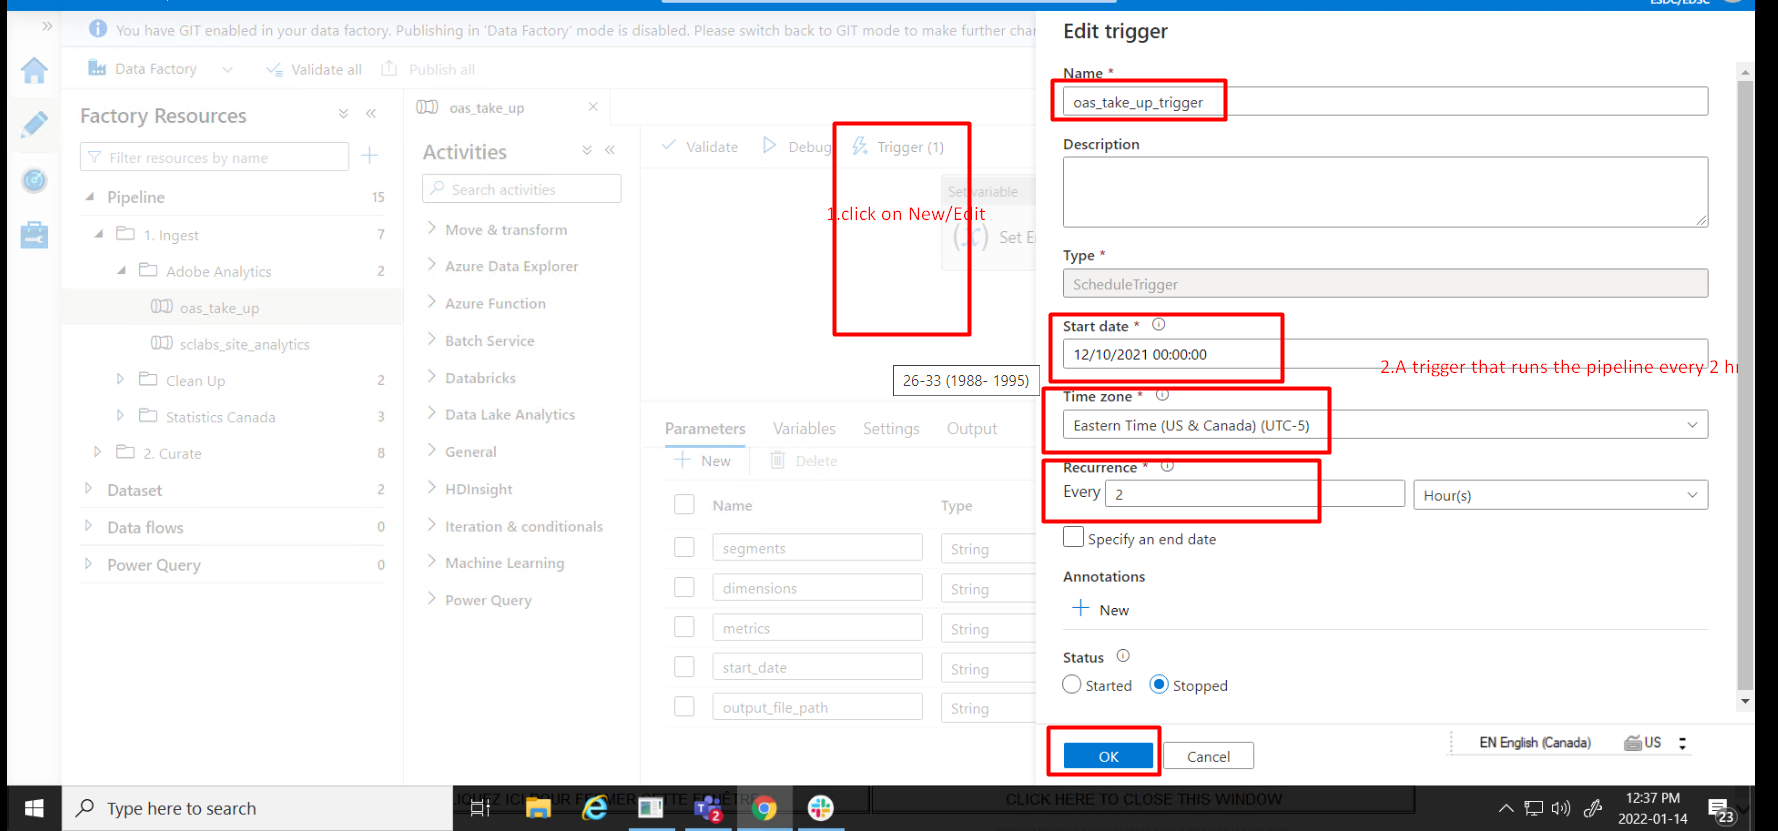 ESDC/EDSC
You have GIT enabled in your data factory. Publishing in 'Data Factory' mode is disabled. Please switch back to GIT mode to make further char
Data Factory
Validate all
Publish all
Factory Resources
Filter resources by name
Pipeline 15
1. Ingest 7
Adobe Analytics 2
oas_take_up
sclabs_site_analytics
Clean Up 2
Statistics Canada 3
2. Curate 8
Dataset 2
Data flows 0
Power Query 0
oas_take_up
Activities
Search activities
Move & transform
Azure Data Explorer
Azure Function
Batch Service
Databricks
Data Lake Analytics
General
HDInsight
Iteration & conditionals
Machine Learning
Power Query
Validate
Debug
Trigger (1)
Set variable
1.click on New/Edit
(x) Set E
26-33 (1988- 1995)
Parameters Variables Settings Output
New Delete
Name Type
segments String
dimensions String
metrics String
start_date String
output_file_path String
Edit trigger
Name *
oas_take_up_trigger
Description
Type *
ScheduleTrigger
Start date *
12/10/2021 00:00:00
2.A trigger that runs the pipeline every 2 hr
Time zone *
Eastern Time (US & Canada) (UTC-5)
Recurrence *
Every 2 Hour(s)
Specify an end date
Annotations
New
Status
Started Stopped
OK Cancel
EN English (Canada) US
Type here to search
LIQUEZ ICI POUR FERMER CETTE FENÊTRE
2
CLICK HERE TO CLOSE THIS WINDOW
12:37 PM
2022-01-14
23